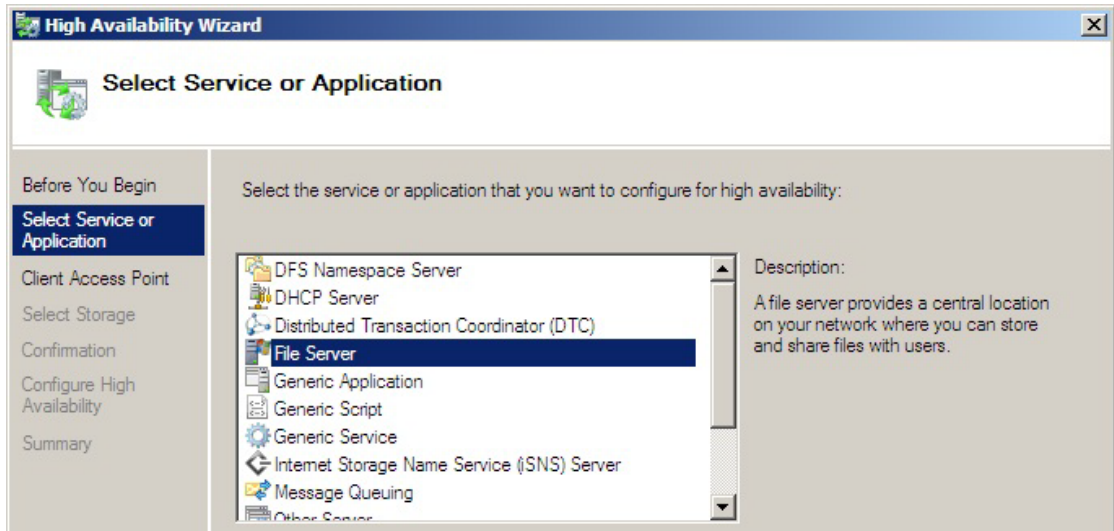 High Availability Wizard
Select Service or Application
Before You Begin
Select Service or
Application
Client Access Point
Select Storage
Confirmation
Configure High
Availability
Summary
Select the service or application that you want to configure for high availability:
DFS Namespace Server
DHCP Server
Distributed Transaction Coordinator (DTC)
File Server
Generic Application
Generic Script
Generic Service
Internet Storage Name Service (iSNS) Server
Message Queuing
Other Server
Description:
A file server provides a central location
on your network where you can store
and share files with users.